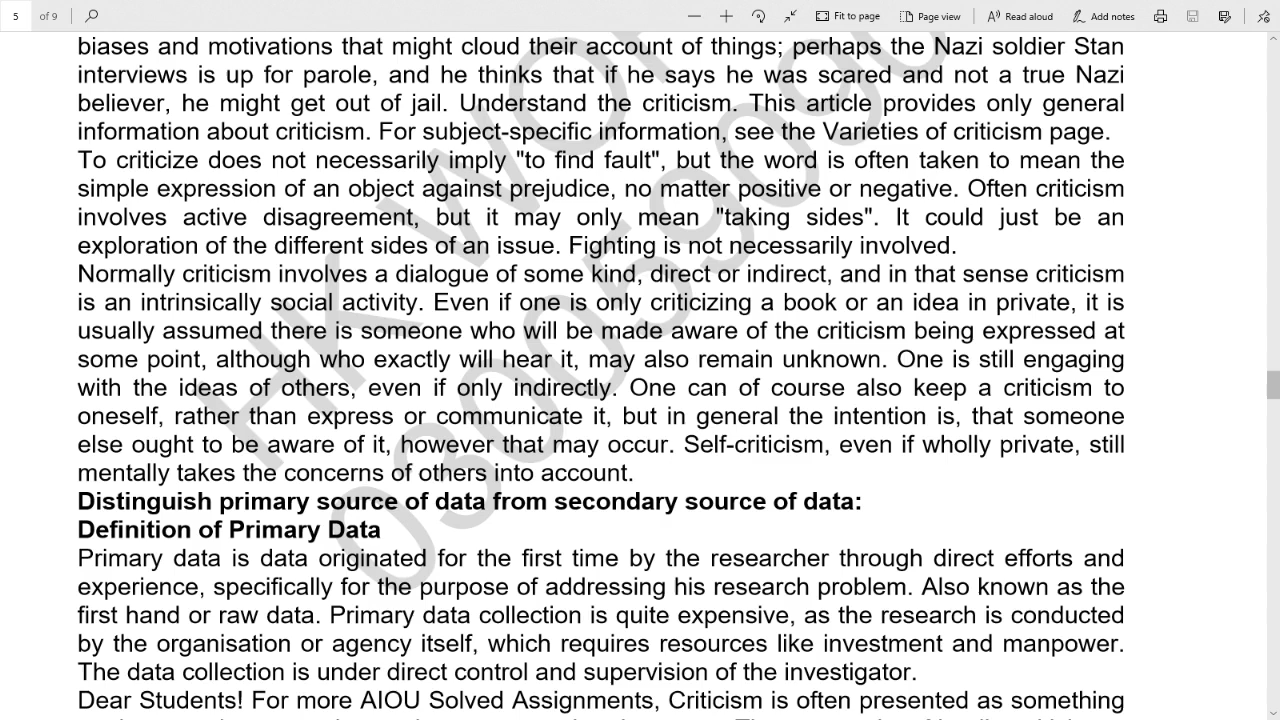 5 of 9 Fit to page Page view Read aloud Add notes
biases and motivations that might cloud their account of things; perhaps the Nazi soldier Stan
interviews is up for parole, and he thinks that if he says he was scared and not a true Nazi
believer, he might get out of jail. Understand the criticism. This article provides only general
information about criticism. For subject-specific information, see the Varieties of criticism page.
To criticize does not necessarily imply "to find fault", but the word is often taken to mean the
simple expression of an object against prejudice, no matter positive or negative. Often criticism
involves active disagreement, but it may only mean "taking sides". It could just be an
exploration of the different sides of an issue. Fighting is not necessarily involved.
Normally criticism involves a dialogue of some kind, direct or indirect, and in that sense criticism
is an intrinsically social activity. Even if one is only criticizing a book or an idea in private, it is
usually assumed there is someone who will be made aware of the criticism being expressed at
some point, although who exactly will hear it, may also remain unknown. One is still engaging
with the ideas of others, even if only indirectly. One can of course also keep a criticism to
oneself, rather than express or communicate it, but in general the intention is, that someone
else ought to be aware of it, however that may occur. Self-criticism, even if wholly private, still
mentally takes the concerns of others into account.
Distinguish primary source of data from secondary source of data:
Definition of Primary Data
Primary data is data originated for the first time by the researcher through direct efforts and
experience, specifically for the purpose of addressing his research problem. Also known as the
first hand or raw data. Primary data collection is quite expensive, as the research is conducted
by the organisation or agency itself, which requires resources like investment and manpower.
The data collection is under direct control and supervision of the investigator.
Dear Students! For more AIOU Solved Assignments, Criticism is often presented as something
HK WO
03005090